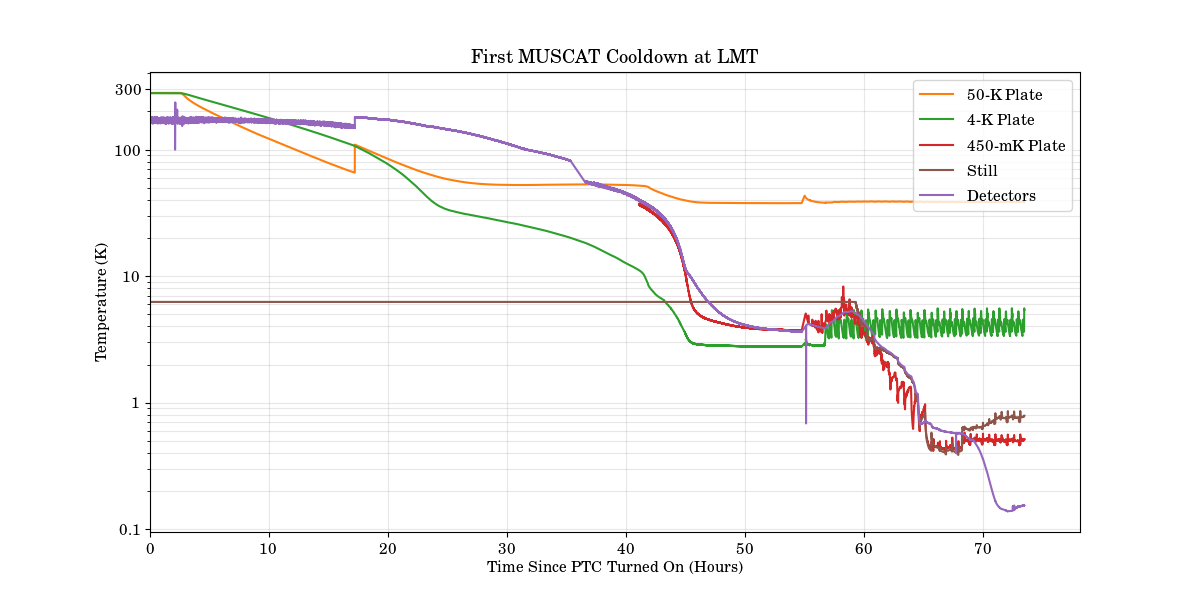 First MUSCAT Cooldown at LMT
300
100
10
1
0.1
Temperature (K)
50-K Plate
4-K Plate
450-mK Plate
Still
Detectors
0 10 20 30 40 50 60 70
Time Since PTC Turned On (Hours)